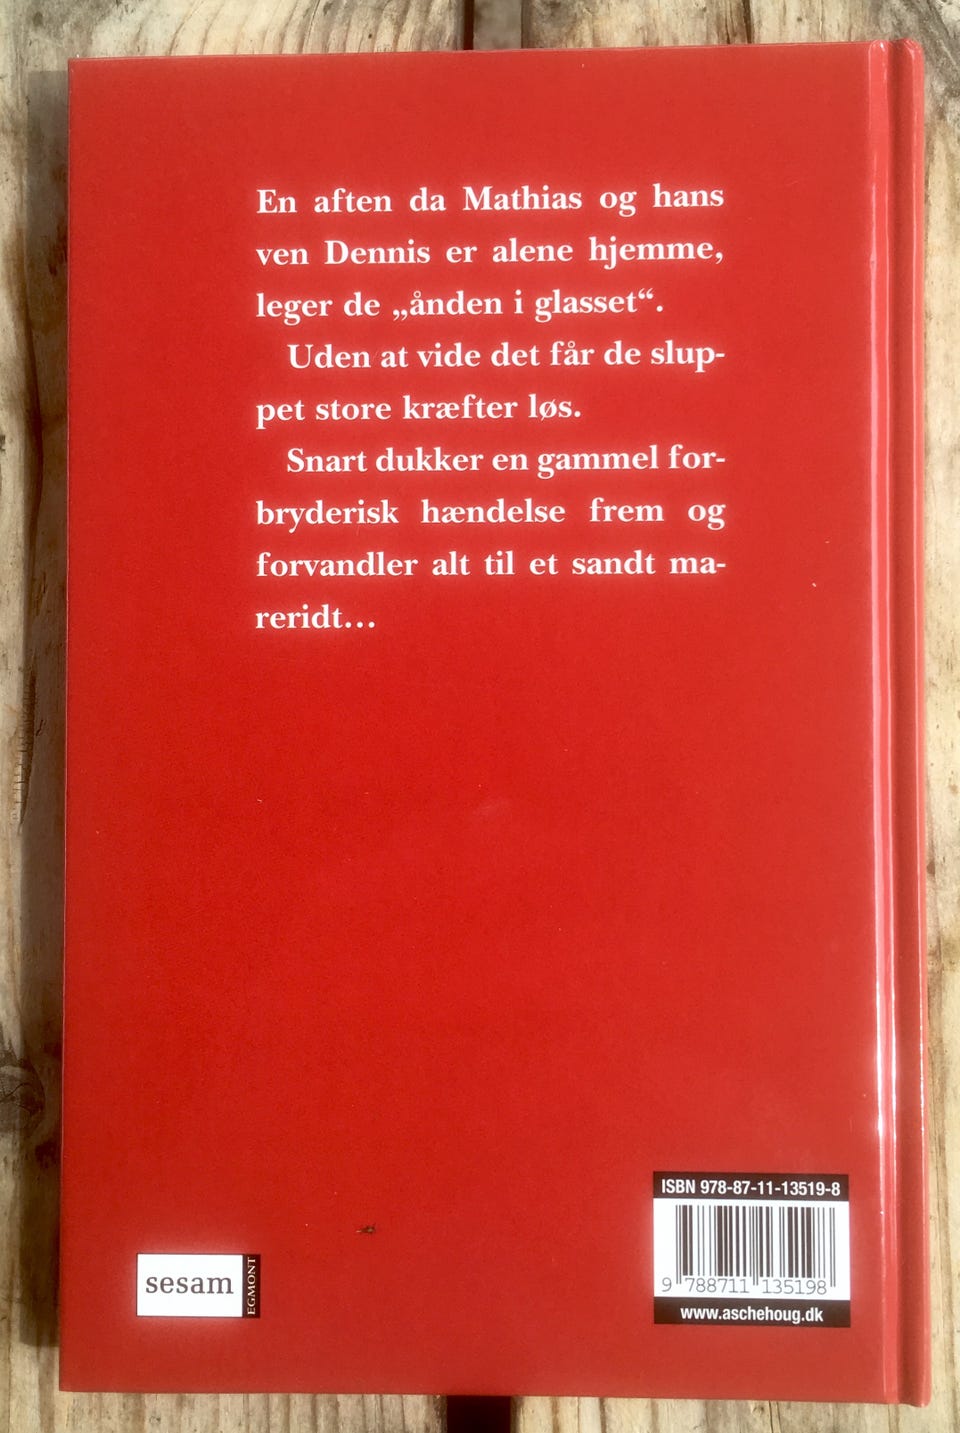 En aften da Mathias og hans
ven Dennis er alene hjemme,
leger de „ånden i glasset“.
Uden at vide det får de slup-
pet store kræfter løs.
Snart dukker en gammel for-
bryderisk hændelse frem og
forvandler alt til et sandt ma-
reridt...
sesam
EGMONT
ISBN 978-87-11-13519-8
9 788711 135198
www.aschehoug.dk